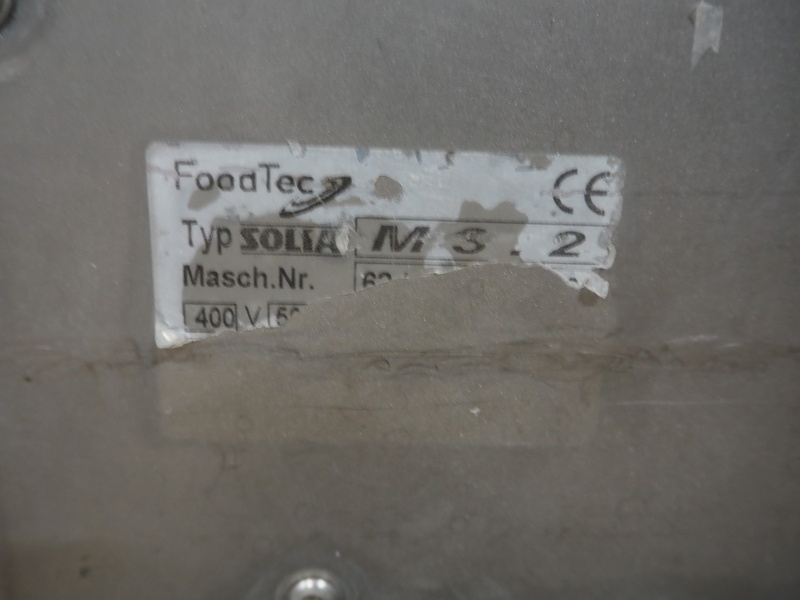 FoodTec CE
Typ SOLIA M 3 . 2
Masch.Nr.
400 V